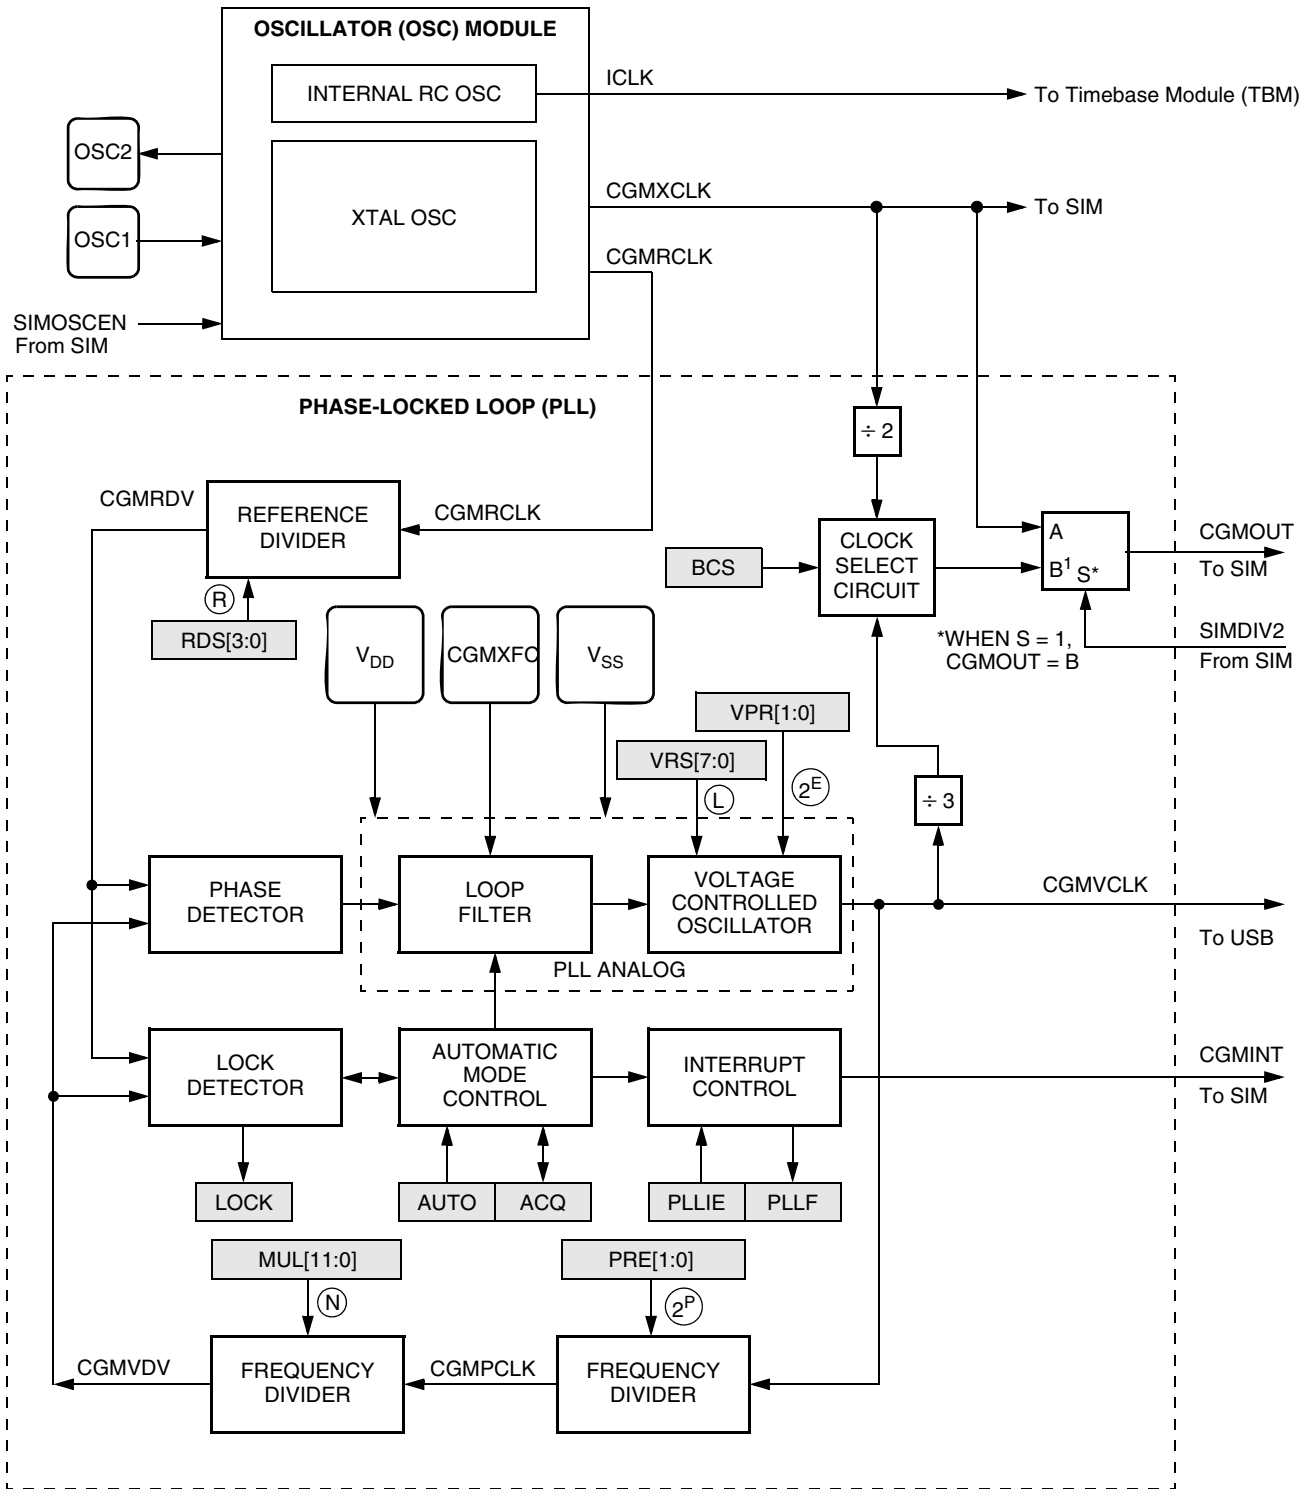 OSCILLATOR (OSC) MODULE
INTERNAL RC OSC
ICLK
To Timebase Module (TBM)
OSC2
XTAL OSC
CGMXCLK
To SIM
OSC1
CGMRCLK
SIMOSCEN
From SIM
PHASE-LOCKED LOOP (PLL)
÷ 2
CGMRDV
REFERENCE
DIVIDER
CGMRCLK
BCS
CLOCK
SELECT
CIRCUIT
A
B1 S*
CGMOUT
To SIM
R
RDS[3:0]
*WHEN S = 1,
CGMOUT = B
SIMDIV2
From SIM
VDD
CGMXFC
VSS
VPR[1:0]
VRS[7:0]
L
2E
÷ 3
PHASE
DETECTOR
LOOP
FILTER
VOLTAGE
CONTROLLED
OSCILLATOR
CGMVCLK
To USB
PLL ANALOG
LOCK
DETECTOR
AUTOMATIC
MODE
CONTROL
INTERRUPT
CONTROL
CGMINT
To SIM
LOCK
AUTO
ACQ
PLLIE
PLLF
MUL[11:0]
N
PRE[1:0]
2P
CGMVDV
FREQUENCY
DIVIDER
CGMPCLK
FREQUENCY
DIVIDER